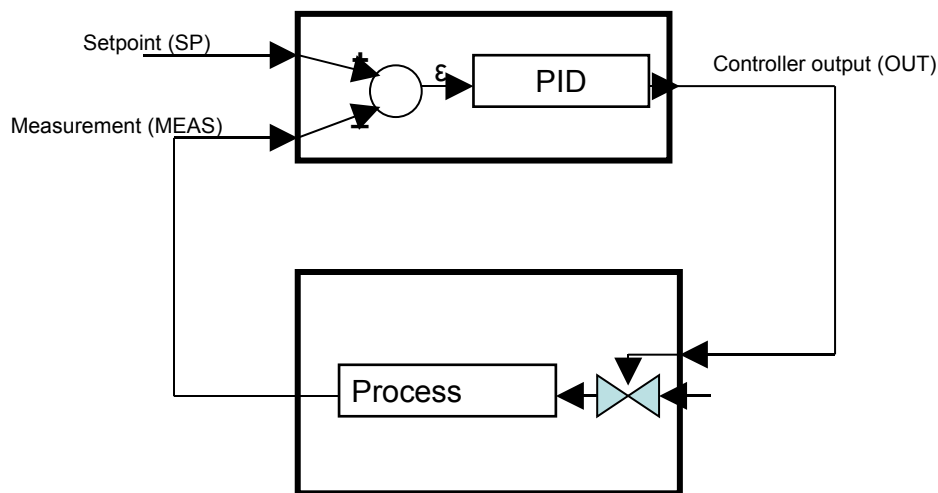 Setpoint (SP)
+
ε
PID
Controller output (OUT)
Measurement (MEAS)
-
Process